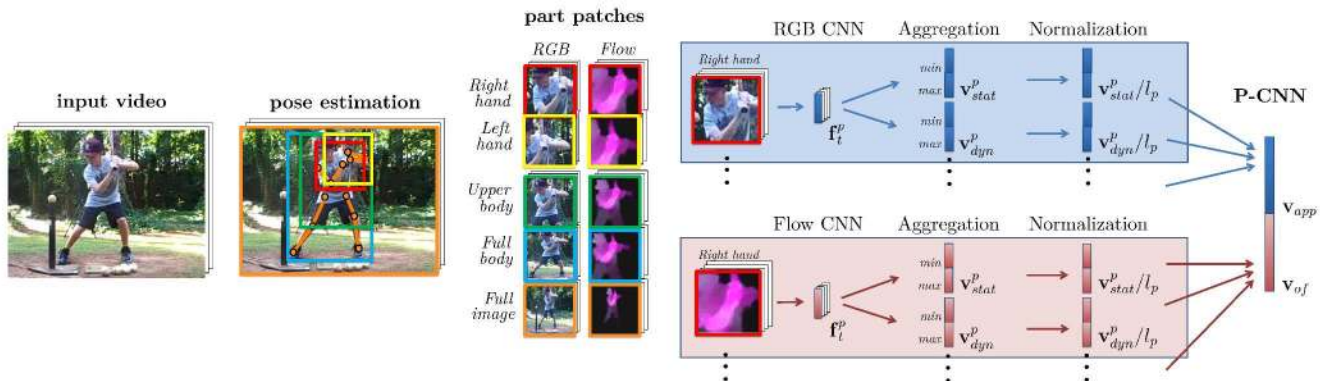 input video
pose estimation
part patches
RGB Flow
Right
hand
Left
hand
Upper
body
Full
body
Full
image
RGB CNN Aggregation Normalization
Right hand
min
max
v^p_stat
v^p_stat/l_p
f^p_t
min
max
v^p_dyn
v^p_dyn/l_p
Flow CNN Aggregation Normalization
Right hand
min
max
v^p_stat
v^p_stat/l_p
f^p_t
min
max
v^p_dyn
v^p_dyn/l_p
P-CNN
v_app
v_of